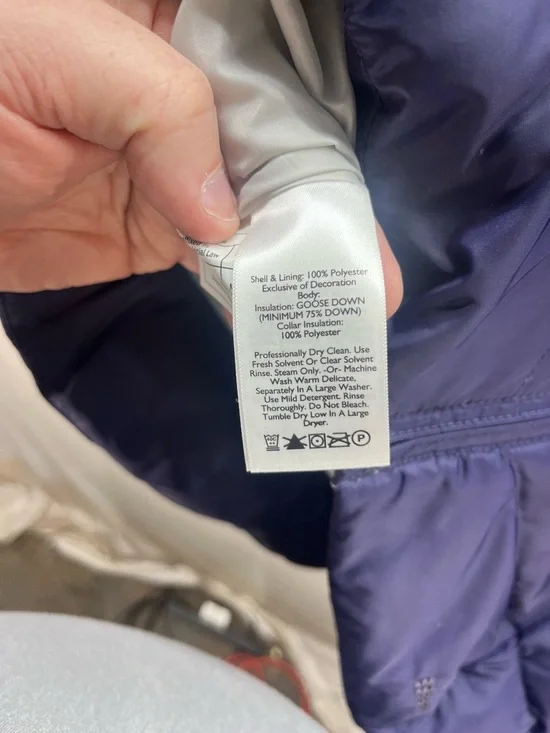 Shell & Lining: 100% Polyester
Exclusive of Decoration
Body:
Insulation: GOOSE DOWN
(MINIMUM 75% DOWN)
Collar Insulation:
100% Polyester
Professionally Dry Clean. Use
Fresh Solvent Or Clear Solvent
Rinse. Steam Only. -Or- Machine
Wash Warm Delicate,
Separately In A Large Washer.
Use Mild Detergent. Rinse
Thoroughly. Do Not Bleach.
Tumble Dry Low In A Large
Dryer.
P